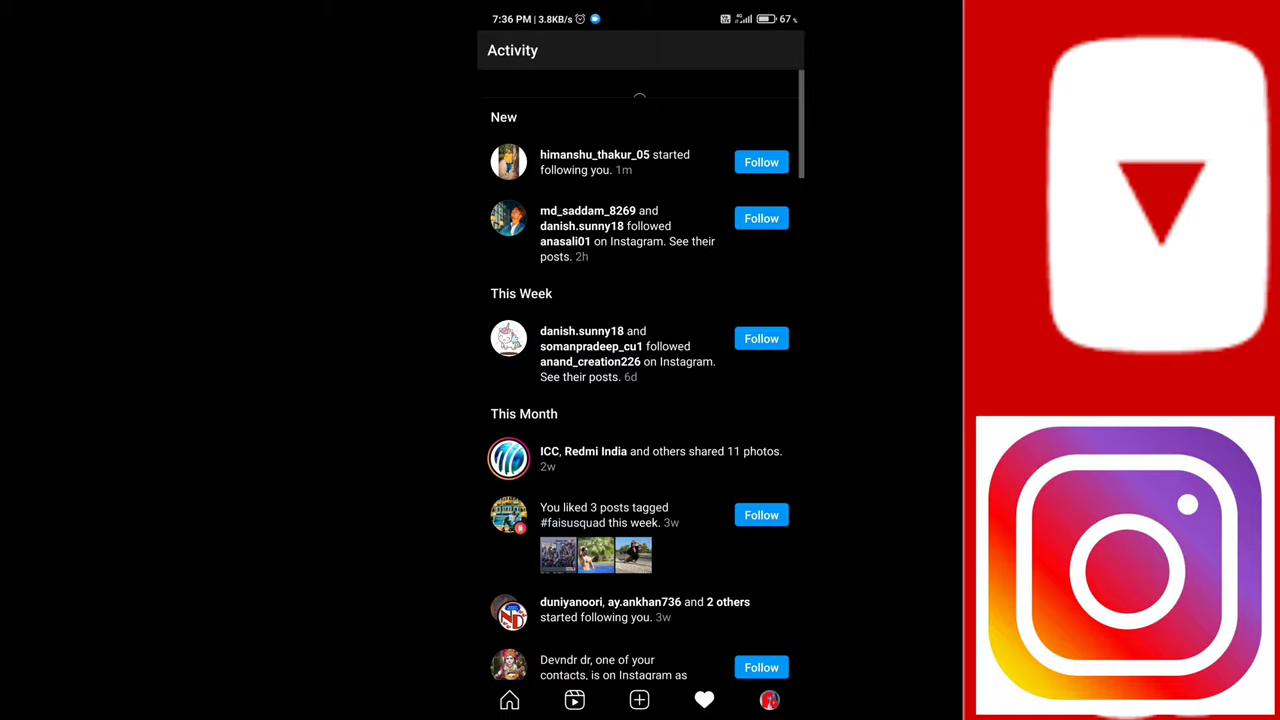 7:36 PM | 3.8KB/s
67%
Activity
New
himanshu_thakur_05 started
following you. 1m
Follow
md_saddam_8269 and
danish.sunny18 followed
anasali01 on Instagram. See their
posts. 2h
Follow
This Week
danish.sunny18 and
somanpradeep_cu1 followed
anand_creation226 on Instagram.
See their posts. 6d
Follow
This Month
ICC, Redmi India and others shared 11 photos.
2w
You liked 3 posts tagged
#faisusquad this week. 3w
Follow
duniyanoori, ay.ankhan736 and 2 others
started following you. 3w
Devndr dr, one of your
contacts, is on Instagram as
Follow